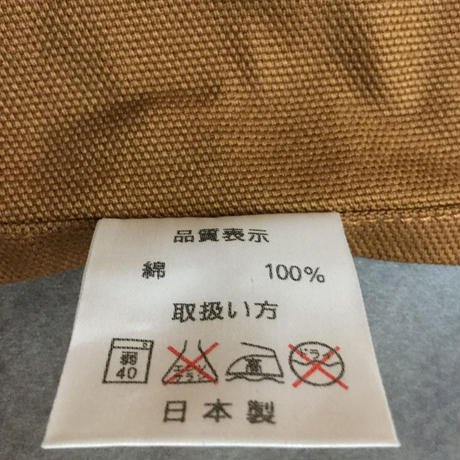 品質表示
綿 100%
取扱い方
弱 40 エンソ サラシ 高 ドライ
日本製